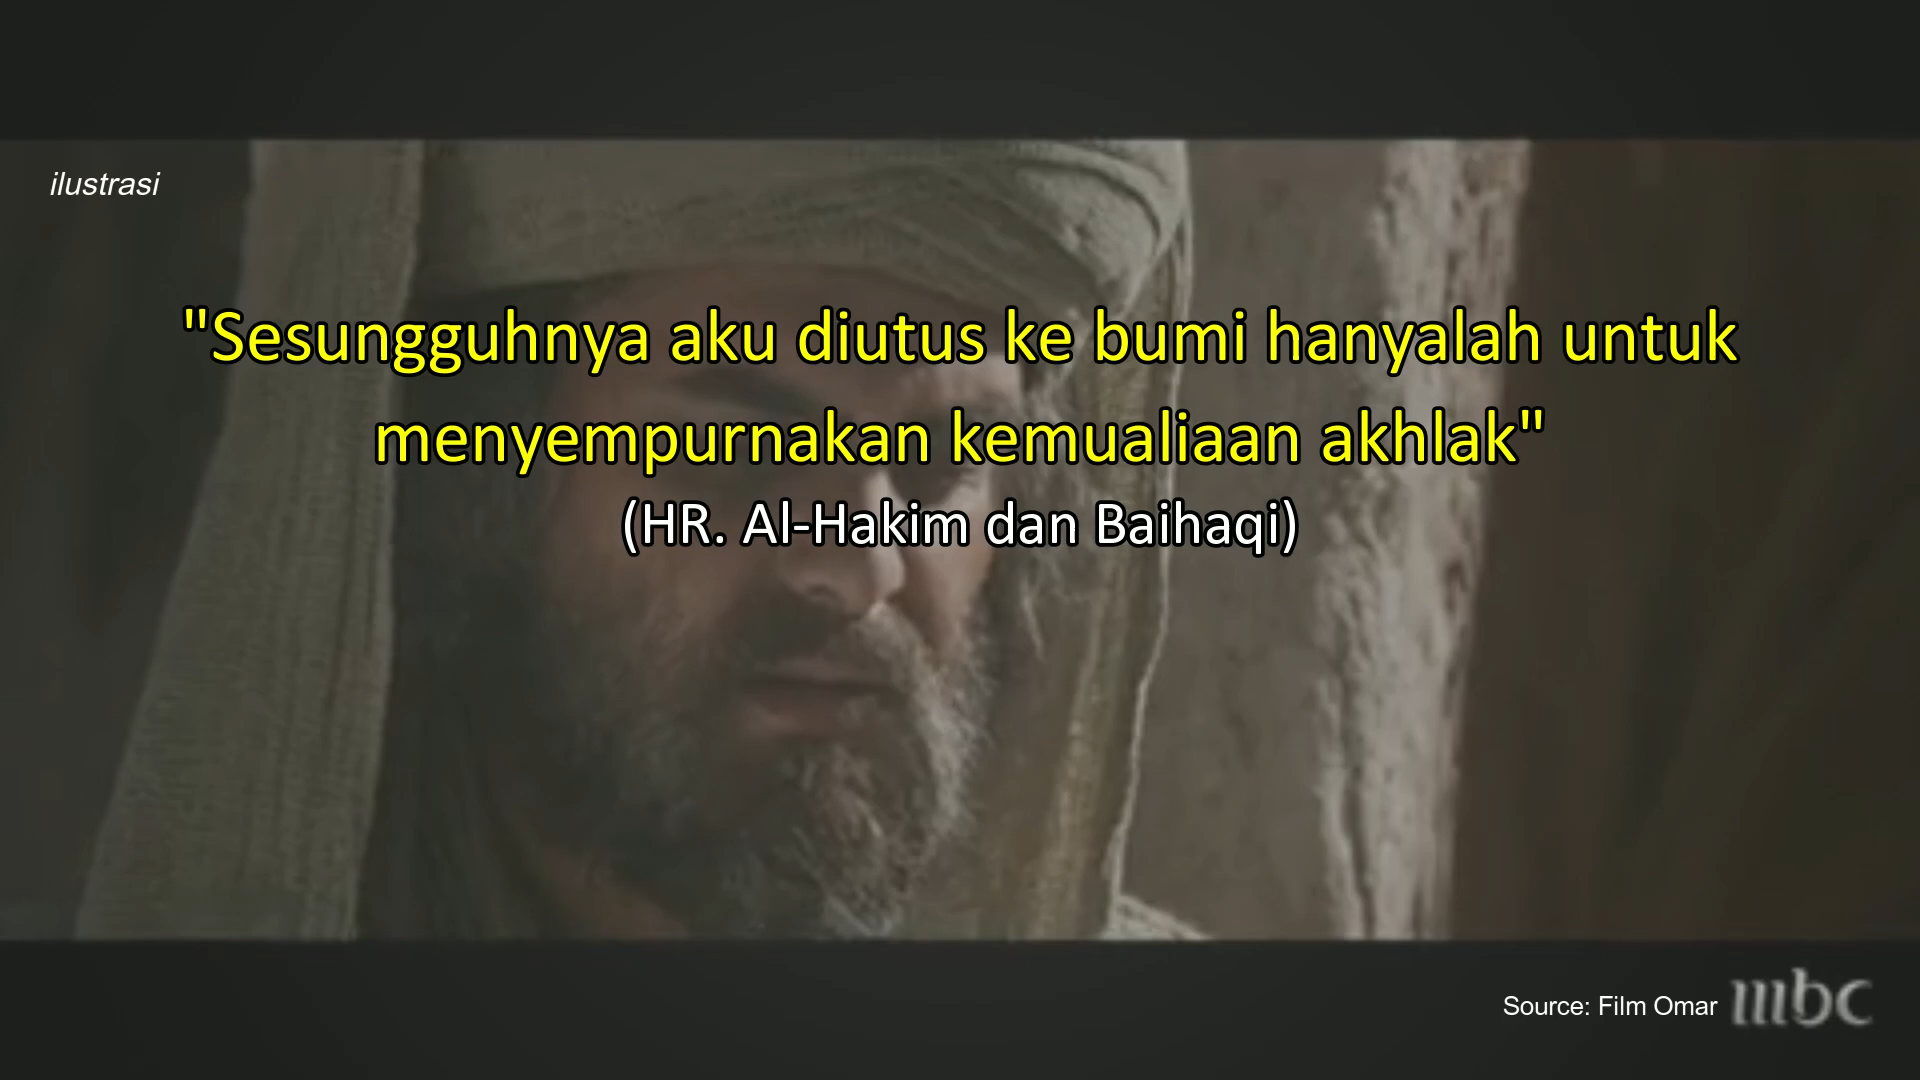 ilustrasi
"Sesungguhnya aku diutus ke bumi hanyalah untuk
menyempurnakan kemualiaan akhlak"
(HR. Al-Hakim dan Baihaqi)
Source: Film Omar mbc